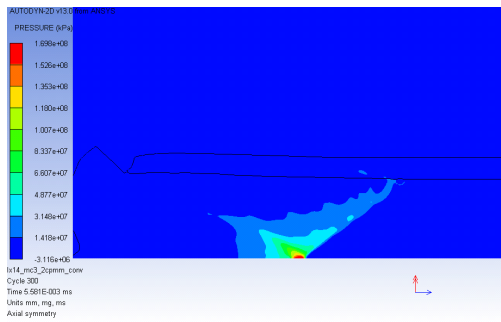 AUTODYN-2D v13.0 from ANSYS
PRESSURE (kPa)
1.698e+08
1.526e+08
1.353e+08
1.180e+08
1.007e+08
8.337e+07
6.607e+07
4.877e+07
3.148e+07
1.418e+07
-3.116e+06
lx14_mc3_2cpmm_conv
Cycle 300
Time 5.581E-003 ms
Units mm, mg, ms
Axial symmetry